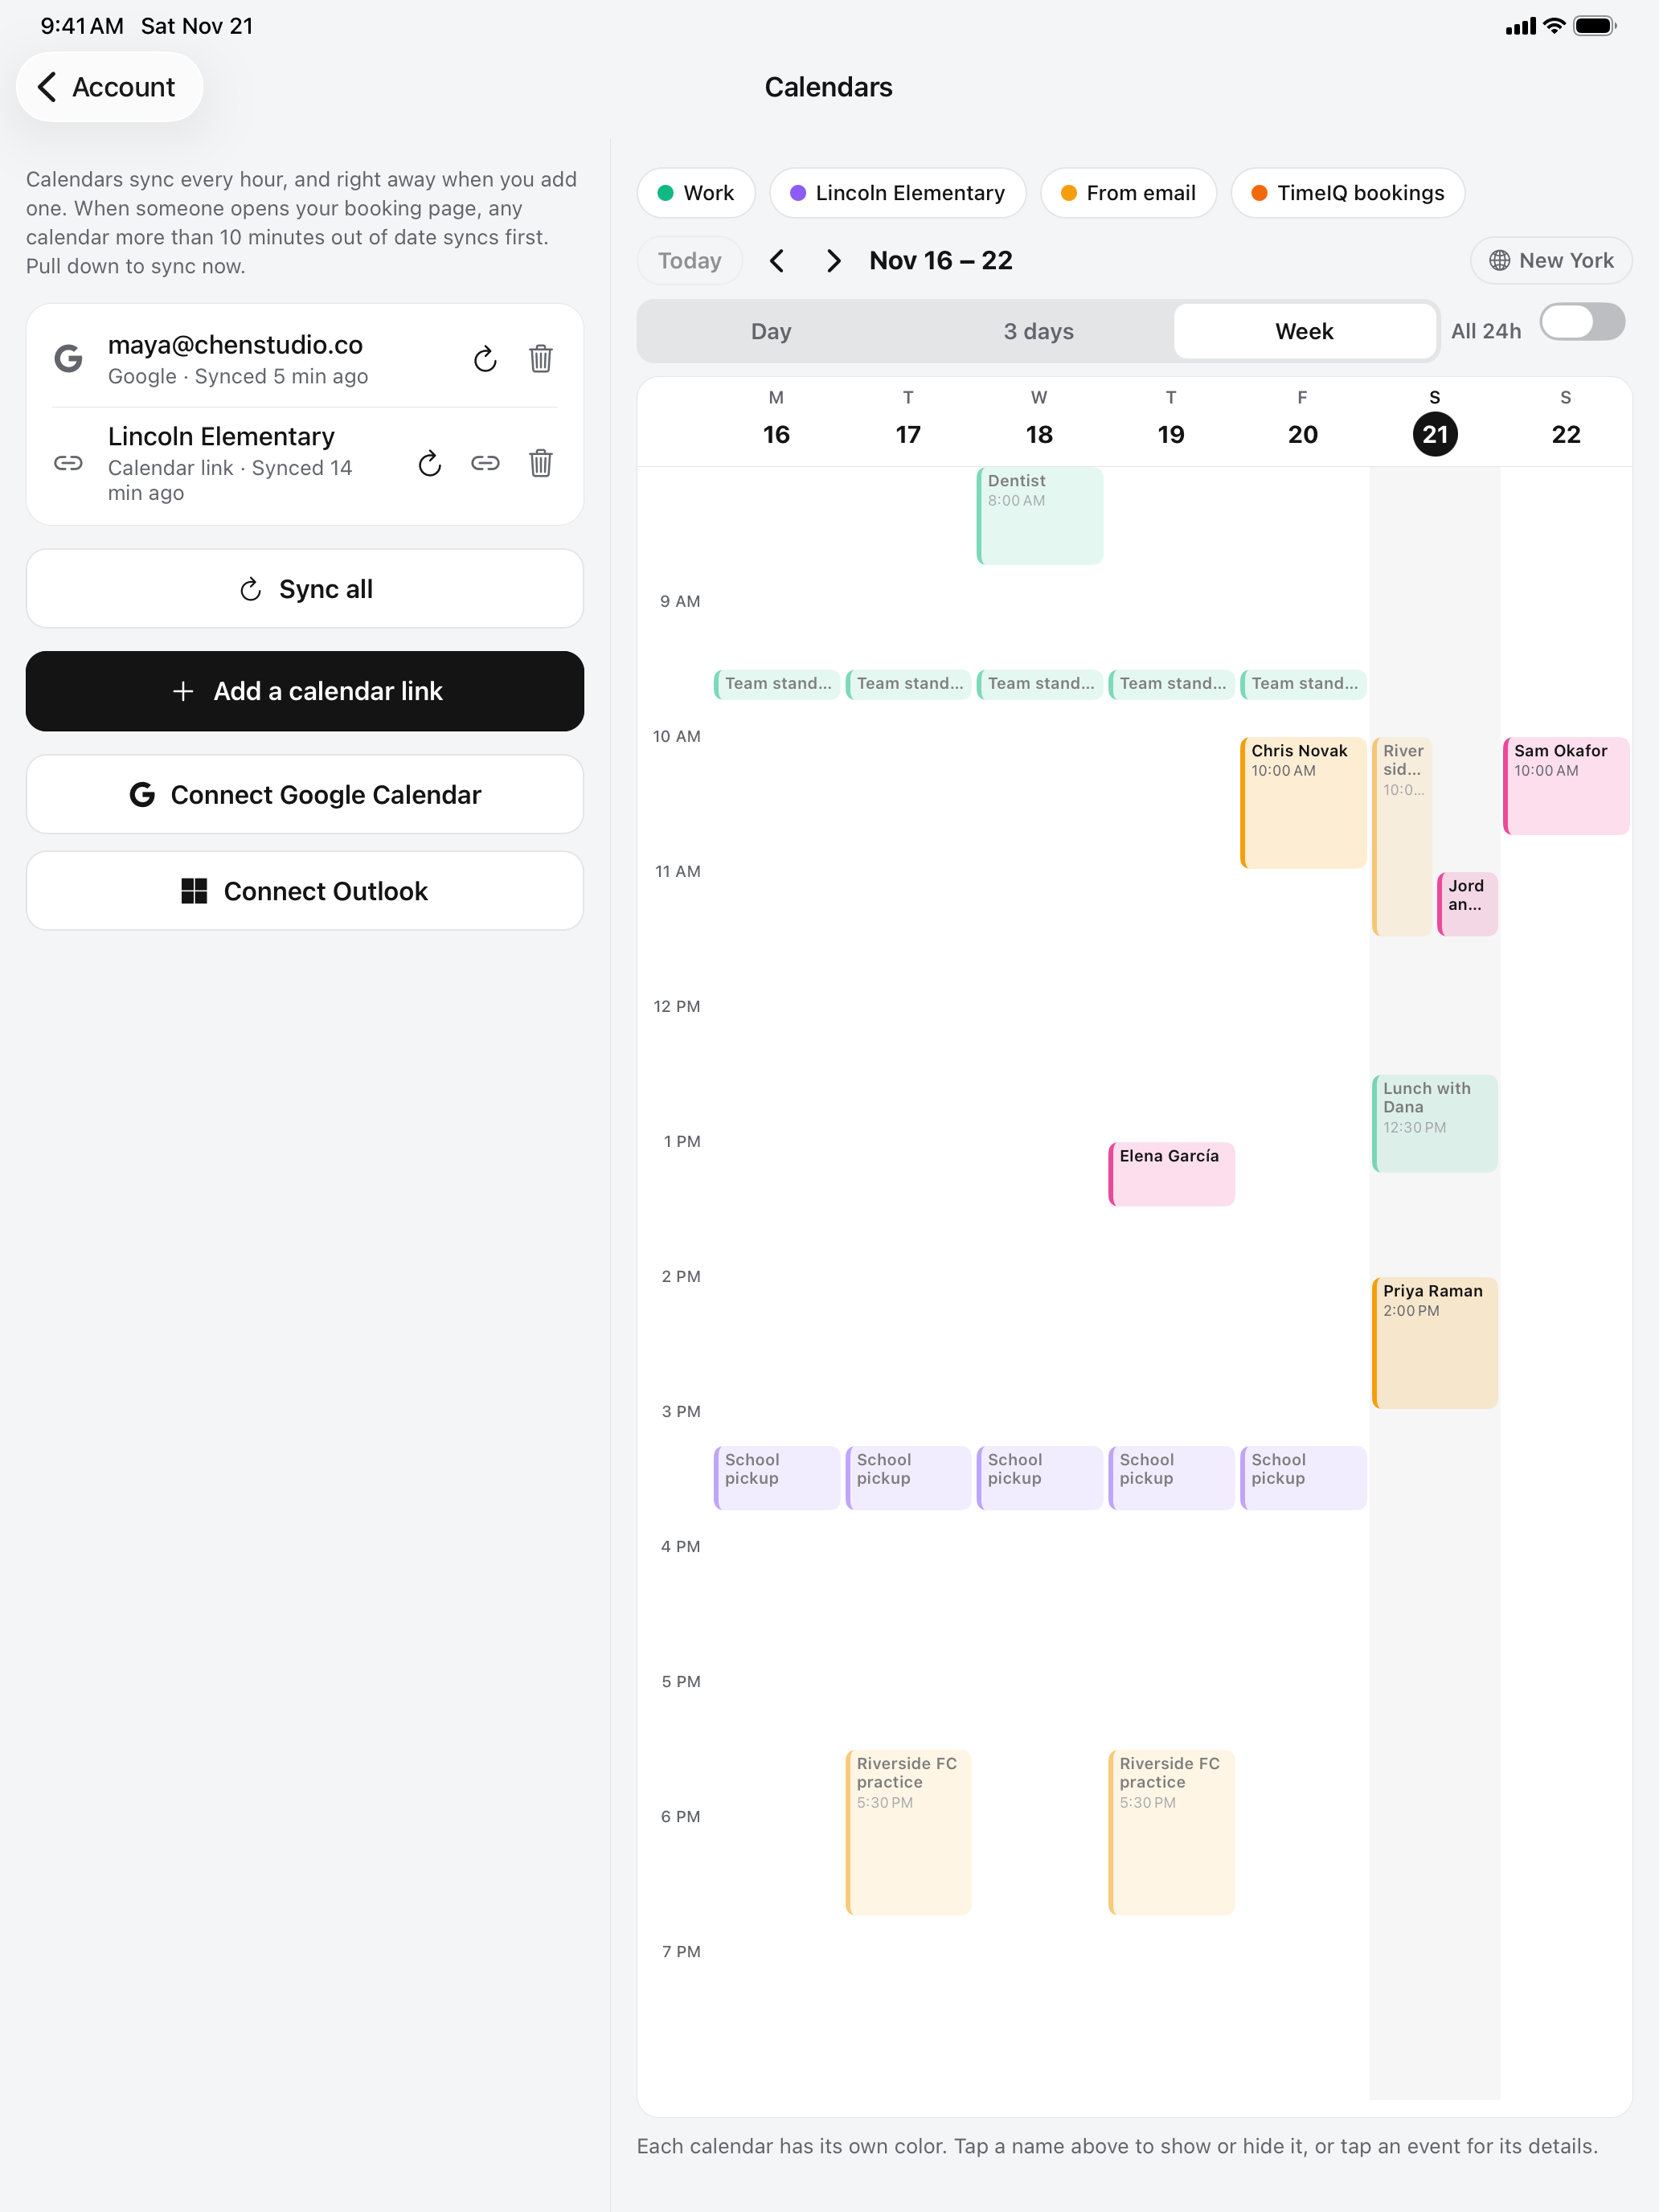 9:41 AM Sat Nov 21
Account
Calendars
Calendars sync every hour, and right away when you add
one. When someone opens your booking page, any
calendar more than 10 minutes out of date syncs first.
Pull down to sync now.
maya@chenstudio.co
Google · Synced 5 min ago
Lincoln Elementary
Calendar link · Synced 14
min ago
Sync all
Add a calendar link
Connect Google Calendar
Connect Outlook
Work
Lincoln Elementary
From email
TimeIQ bookings
Today
Nov 16 – 22
New York
Day
3 days
Week
All 24h
M T W T F S S
16 17 18 19 20 21 22
Dentist
8:00 AM
9 AM
Team stand...
Team stand...
Team stand...
Team stand...
Team stand...
10 AM
Chris Novak
10:00 AM
River
sid...
10:0...
Sam Okafor
10:00 AM
11 AM
Jord
an...
12 PM
Lunch with
Dana
12:30 PM
1 PM
Elena García
2 PM
Priya Raman
2:00 PM
3 PM
School
pickup
School
pickup
School
pickup
School
pickup
School
pickup
4 PM
5 PM
Riverside FC
practice
5:30 PM
Riverside FC
practice
5:30 PM
6 PM
7 PM
Each calendar has its own color. Tap a name above to show or hide it, or tap an event for its details.